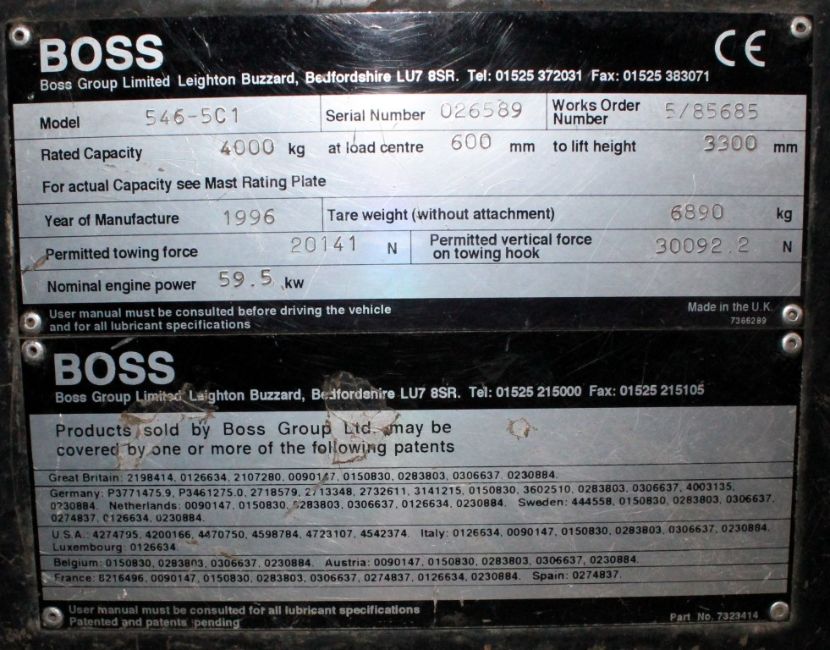 BOSS
CE
Boss Group Limited Leighton Buzzard, Bedfordshire LU7 8SR. Tel: 01525 372031 Fax: 01525 383071
Model 546-5C1 Serial Number 026589 Works Order Number 5/85685
Rated Capacity 4000 kg at load centre 600 mm to lift height 3300 mm
For actual Capacity see Mast Rating Plate
Year of Manufacture 1996 Tare weight (without attachment) 6890 kg
Permitted towing force 20141 N Permitted vertical force on towing hook 30092.2 N
Nominal engine power 59.5 kw
User manual must be consulted before driving the vehicle
and for all lubricant specifications
Made in the U.K.
7366289
BOSS
Boss Group Limited Leighton Buzzard, Bedfordshire LU7 8SR. Tel: 01525 215000 Fax: 01525 215105
Products sold by Boss Group Ltd. may be
covered by one or more of the following patents
Great Britain: 2198414, 0126634, 2107280, 0090147, 0150830, 0283803, 0306637, 0230884.
Germany: P3771475.9, P3461275.0, 2718579, 2713348, 2732611, 3141215, 0150830, 3602510, 0283803, 0306637, 4003135,
0230884. Netherlands: 0090147, 0150830, 0283803, 0306637, 0126634, 0230884. Sweden: 444558, 0150830, 0283803, 0306637,
0274837, 0126634, 0230884.
U.S.A.: 4274795, 4200166, 4470750, 4598784, 4723107, 4542374. Italy: 0126634, 0090147, 0150830, 0283803, 0306637, 0230884.
Luxembourg: 0126634.
Belgium: 0150830, 0283803, 0306637, 0230884. Austria: 0090147, 0150830, 0283803, 0306637, 0230884.
France: 8216496, 0090147, 0150830, 0283803, 0306637, 0274837, 0126634, 0230884. Spain: 0274837.
User manual must be consulted for all lubricant specifications
Patented and patents pending
Part No. 7323414